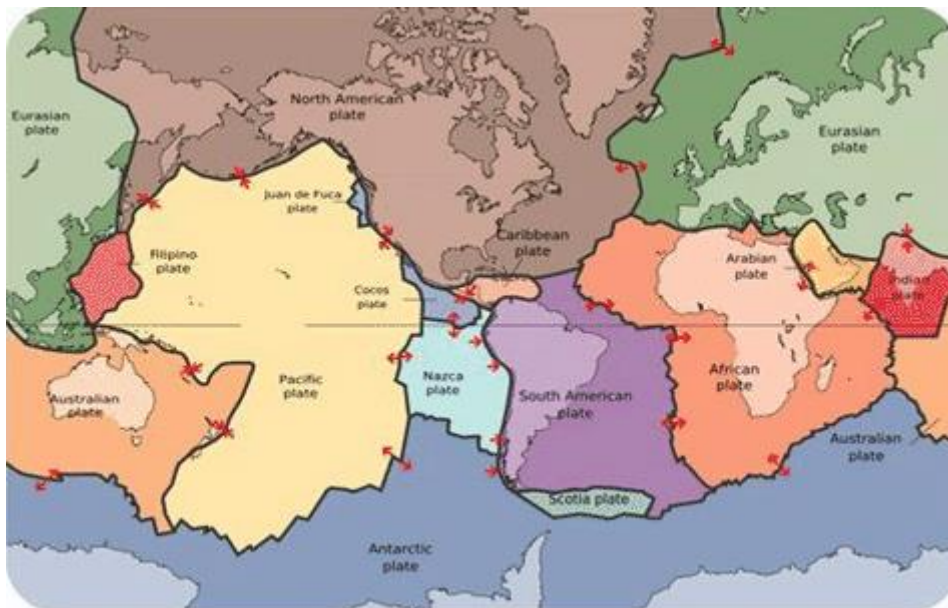 North American
plate
Eurasian
plate
Eurasian
plate
Juan de Fuca
plate
Caribbean
plate
Filipino
plate
Arabian
plate
Cocos
plate
Indian
plate
Pacific
plate
Nazca
plate
African
plate
Australian
plate
South American
plate
Australian
plate
Scotia plate
Antarctic
plate